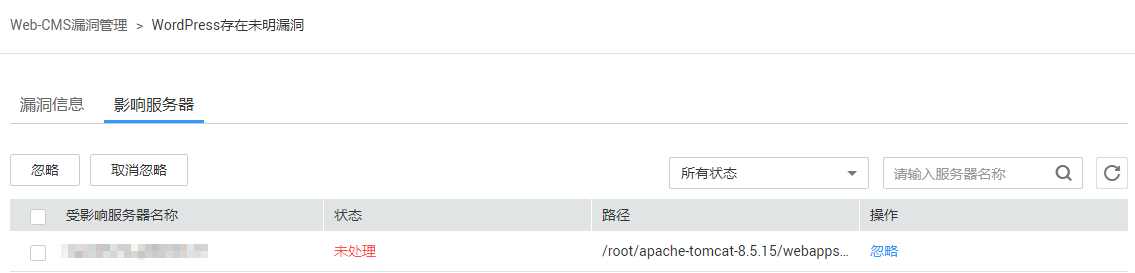 Web-CMS漏洞管理 > WordPress存在未明漏洞
漏洞信息 影响服务器
忽略 取消忽略 所有状态 请输入服务器名称
受影响服务器名称 状态 路径 操作
未处理 /root/apache-tomcat-8.5.15/webapps... 忽略